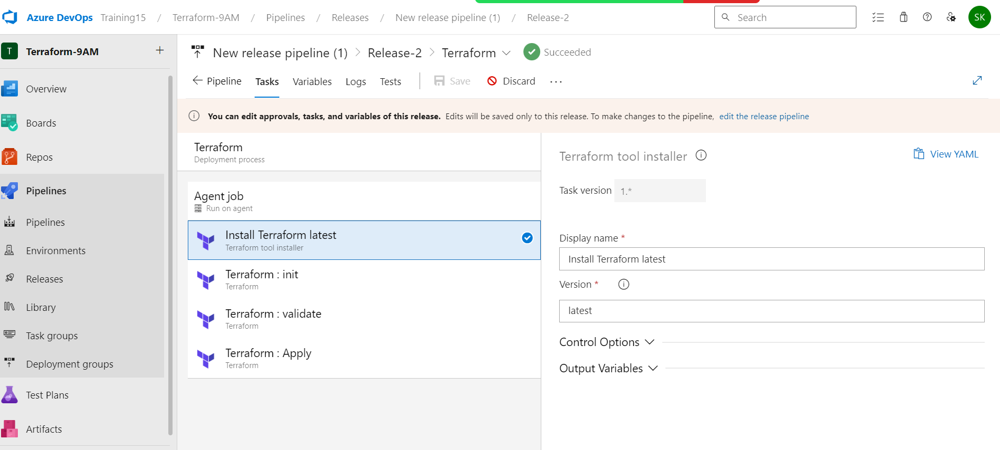 Azure DevOps Training15 / Terraform-9AM / Pipelines / Releases / New release pipeline (1) / Release-2
Search
SK
T Terraform-9AM +
Overview
Boards
Repos
Pipelines
Pipelines
Environments
Releases
Library
Task groups
Deployment groups
Test Plans
Artifacts
New release pipeline (1) > Release-2 > Terraform Succeeded
Pipeline Tasks Variables Logs Tests Save Discard ...
You can edit approvals, tasks, and variables of this release. Edits will be saved only to this release. To make changes to the pipeline, edit the release pipeline
Terraform
Deployment process
Agent job
Run on agent
Install Terraform latest
Terraform tool installer
Terraform : init
Terraform
Terraform : validate
Terraform
Terraform : Apply
Terraform
Terraform tool installer
View YAML
Task version 1.*
Display name *
Install Terraform latest
Version *
latest
Control Options
Output Variables